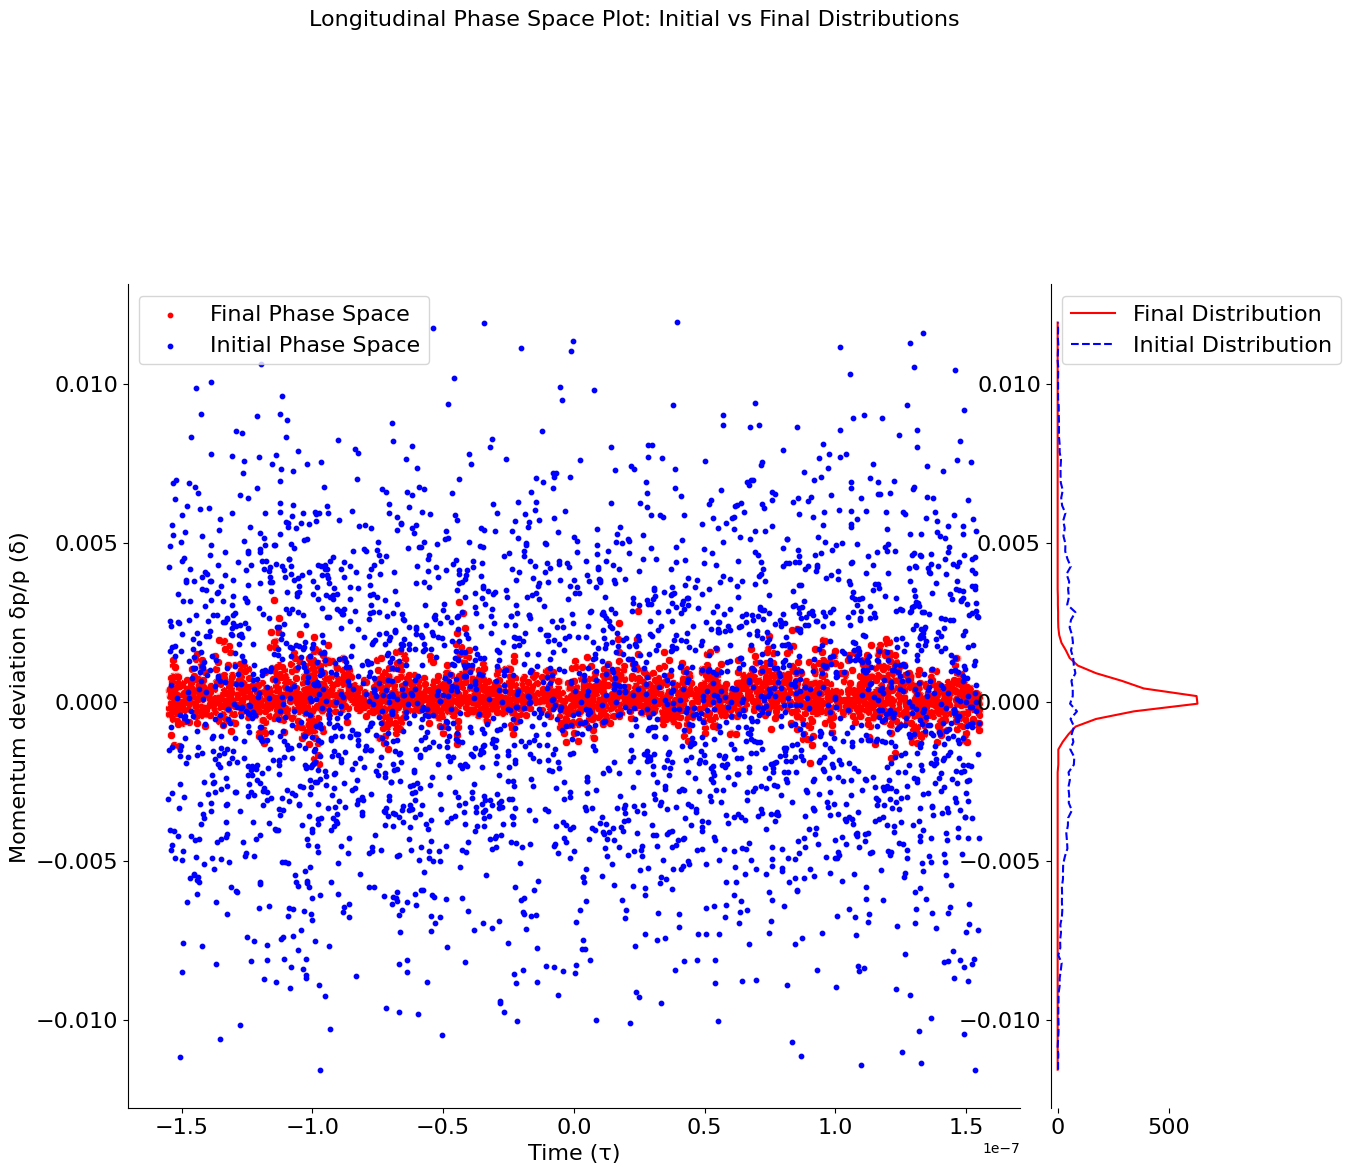 Longitudinal Phase Space Plot: Initial vs Final Distributions
Final Phase Space
Initial Phase Space
Final Distribution
Initial Distribution
Momentum deviation δp/p (δ)
0.010
0.005
0.000
−0.005
−0.010
−1.5 −1.0 −0.5 0.0 0.5 1.0 1.5
1e-7
Time (τ)
0.010
0.005
0.000
−0.005
−0.010
0 500